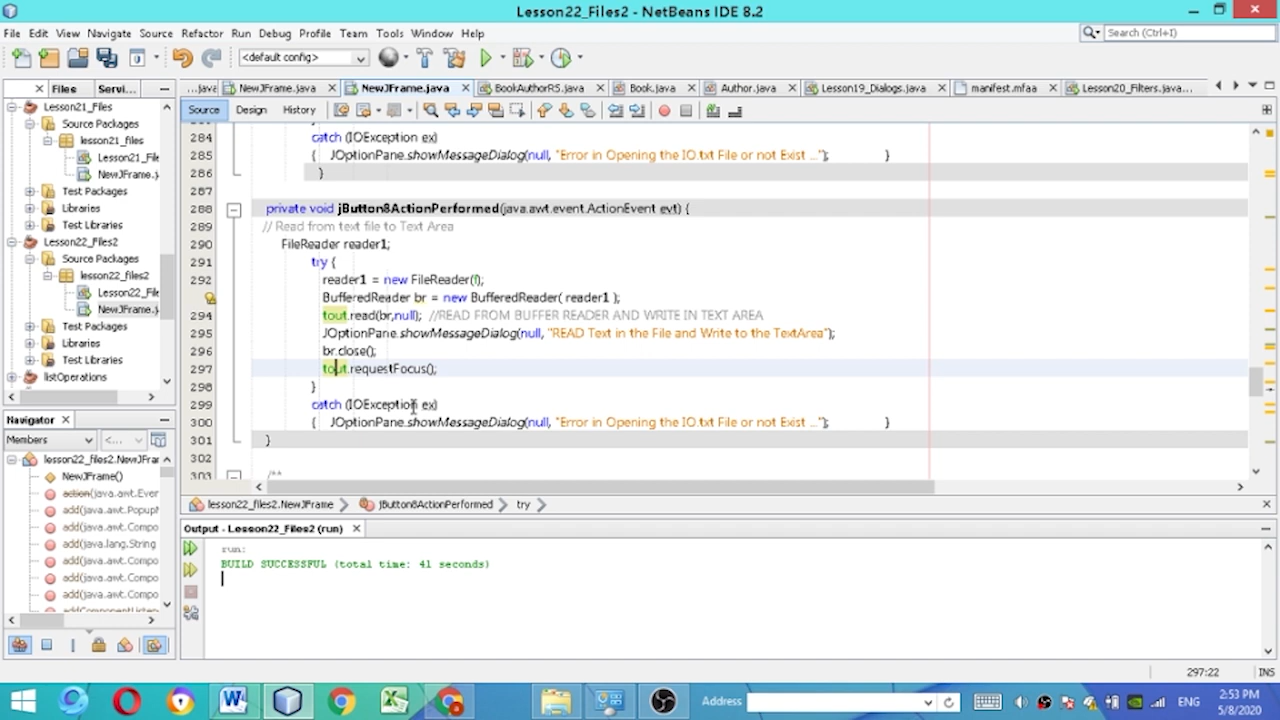 Lesson22_Files2 - NetBeans IDE 8.2
File Edit View Navigate Source Refactor Run Debug Profile Team Tools Window Help
Search (Ctrl+I)
<default config>
Files Servi...
...java NewJFrame.java NewJFrame.java BookAuthorRS.java Book.java Author.java Lesson19_Dialogs.java manifest.mfaa Lesson20_Filters.java...
Source Design History
Lesson21_Files
Source Packages
lesson21_files
Lesson21_File
NewJFrame.j
Test Packages
Libraries
Test Libraries
Lesson22_Files2
Source Packages
lesson22_files2
Lesson22_File
NewJFrame.j
Test Packages
Libraries
Test Libraries
listOperations
284 catch (IOException ex)
285 { JOptionPane.showMessageDialog(null, "Error in Opening the IO.txt File or not Exist ..."); }
286 }
287
288 private void jButton8ActionPerformed(java.awt.event.ActionEvent evt) {
289 // Read from text file to Text Area
290 FileReader reader1;
291 try {
292 reader1 = new FileReader(f);
BufferedReader br = new BufferedReader( reader1 );
294 tout.read(br,null); //READ FROM BUFFER READER AND WRITE IN TEXT AREA
295 JOptionPane.showMessageDialog(null, "READ Text in the File and Write to the TextArea");
296 br.close();
297 tout.requestFocus();
298 }
299 catch (IOException ex)
300 { JOptionPane.showMessageDialog(null, "Error in Opening the IO.txt File or not Exist ..."); }
301 }
302
303 /**
lesson22_files2.NewJFrame jButton8ActionPerformed try
Navigator
Members <...
lesson22_files2.NewJFrar
NewJFrame()
action(java.awt.Ever
add(java.awt.PopupM
add(java.awt.Compo
add(java.lang.String
add(java.awt.Compo
add(java.awt.Compo
add(java.awt.Compo
addComponentListen
Output - Lesson22_Files2 (run)
run:
BUILD SUCCESSFUL (total time: 41 seconds)
297:22 INS
Address
ENG
2:53 PM
5/8/2020